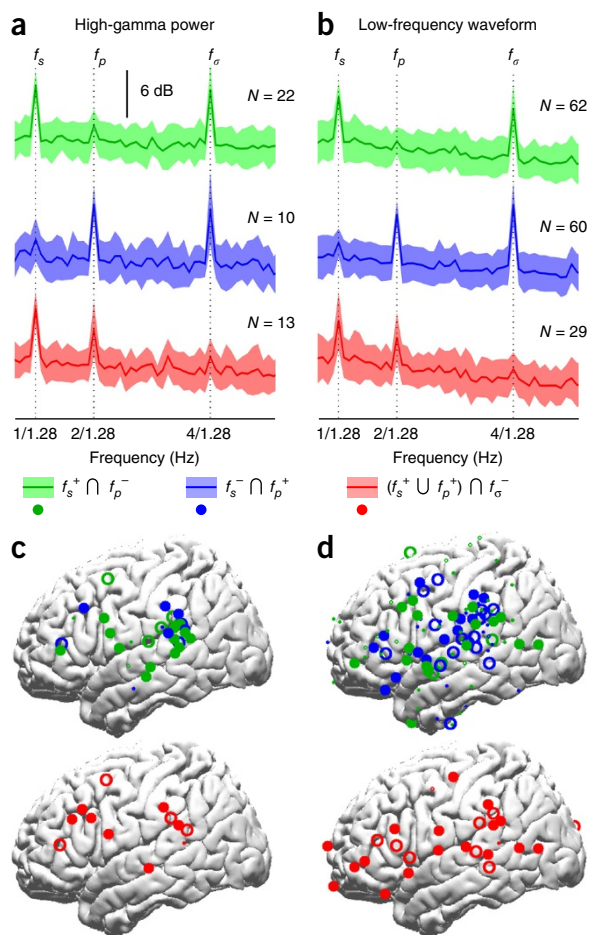 a High-gamma power
b Low-frequency waveform
fs fp fσ
fs fp fσ
6 dB
N = 22
N = 62
N = 10
N = 60
N = 13
N = 29
1/1.28 2/1.28 4/1.28
1/1.28 2/1.28 4/1.28
Frequency (Hz)
Frequency (Hz)
fs+ ⋂ fp−
fs− ⋂ fp+
(fs+ ⋃ fp+) ⋂ fσ−
c
d